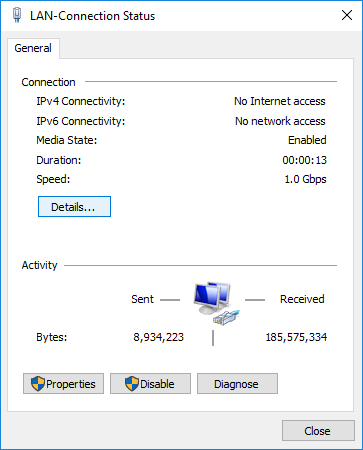 LAN-Connection Status
General
Connection
IPv4 Connectivity: No Internet access
IPv6 Connectivity: No network access
Media State: Enabled
Duration: 00:00:13
Speed: 1.0 Gbps
Details...
Activity
Sent Received
Bytes: 8,934,223 185,575,334
Properties Disable Diagnose
Close